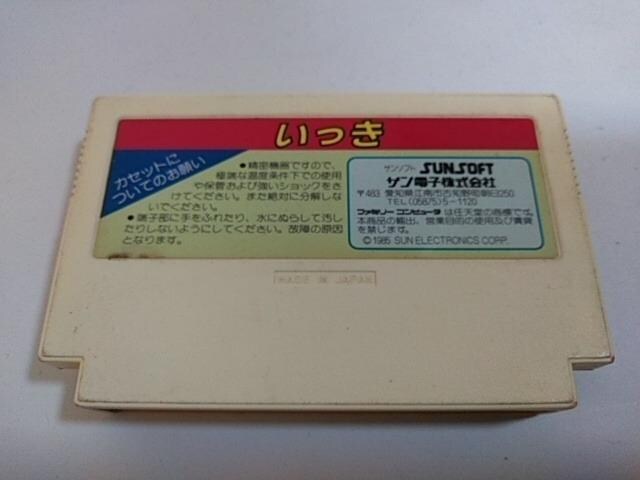 いっき
カセットに
ついてのお願い
●精密機器ですので、
極端な温度条件下での使用
や保管および強いショックをさ
けてください。また絶対に分解しな
いでください。
●端子部に手をふれたり、水にぬらして汚し
たりしないようにしてください。故障の原因
となります。
サンソフト SUNSOFT
サン電子株式会社
〒483 愛知県江南市古知野町朝日250
TEL(05875)5-1120
ファミリー コンピュータ は任天堂の商標です。
本商品の輸出、営業目的の使用及び賃貸
を禁じます。
©1985 SUN ELECTRONICS CORP.
MADE IN JAPAN